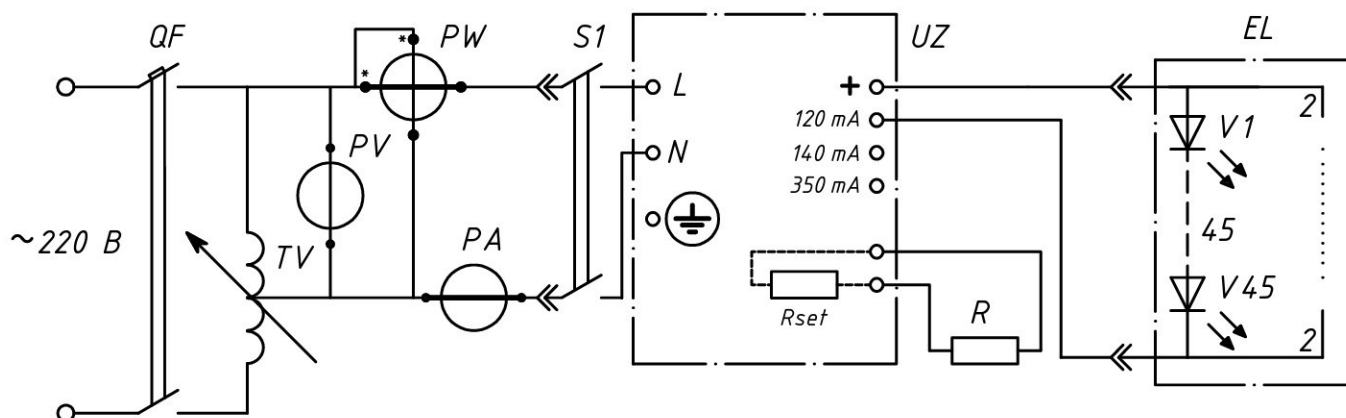 QF
PW
S1
UZ
EL
*
*
L
+
2
120 mA
V1
PV
N
140 mA
350 mA
~220 В
TV
PA
45
Rset
R
V45
2